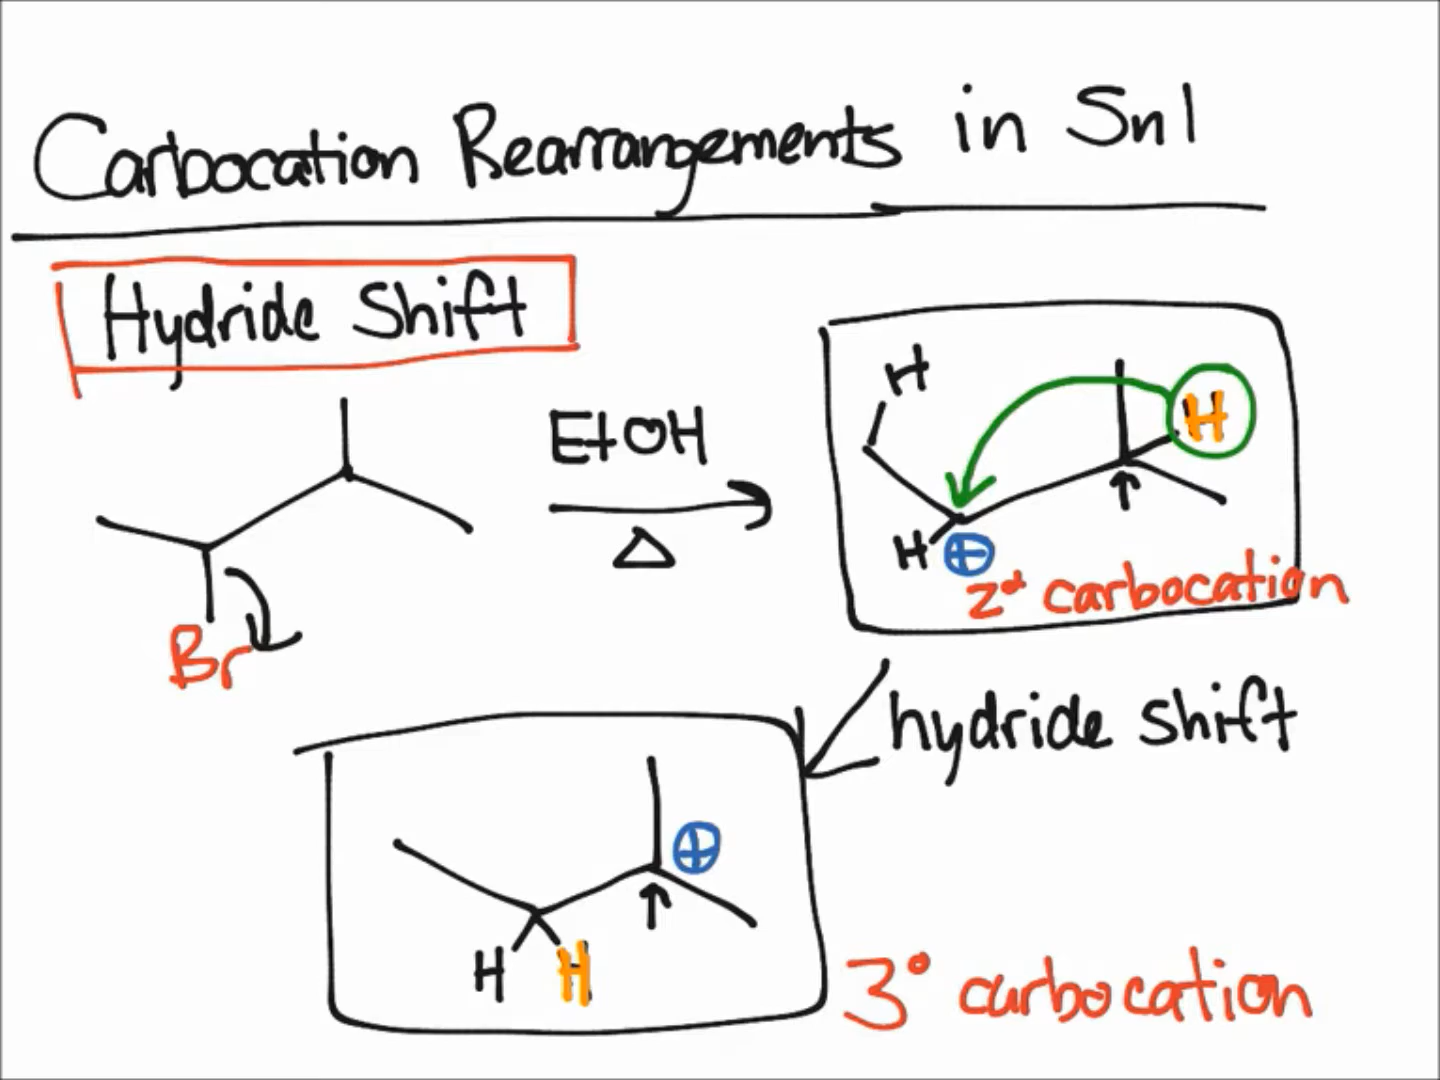 Carbocation Rearrangements in Sn1
Hydride Shift
EtOH
Δ
Br
H
H
H
⊕
2° carbocation
hydride shift
⊕
H H
3° carbocation